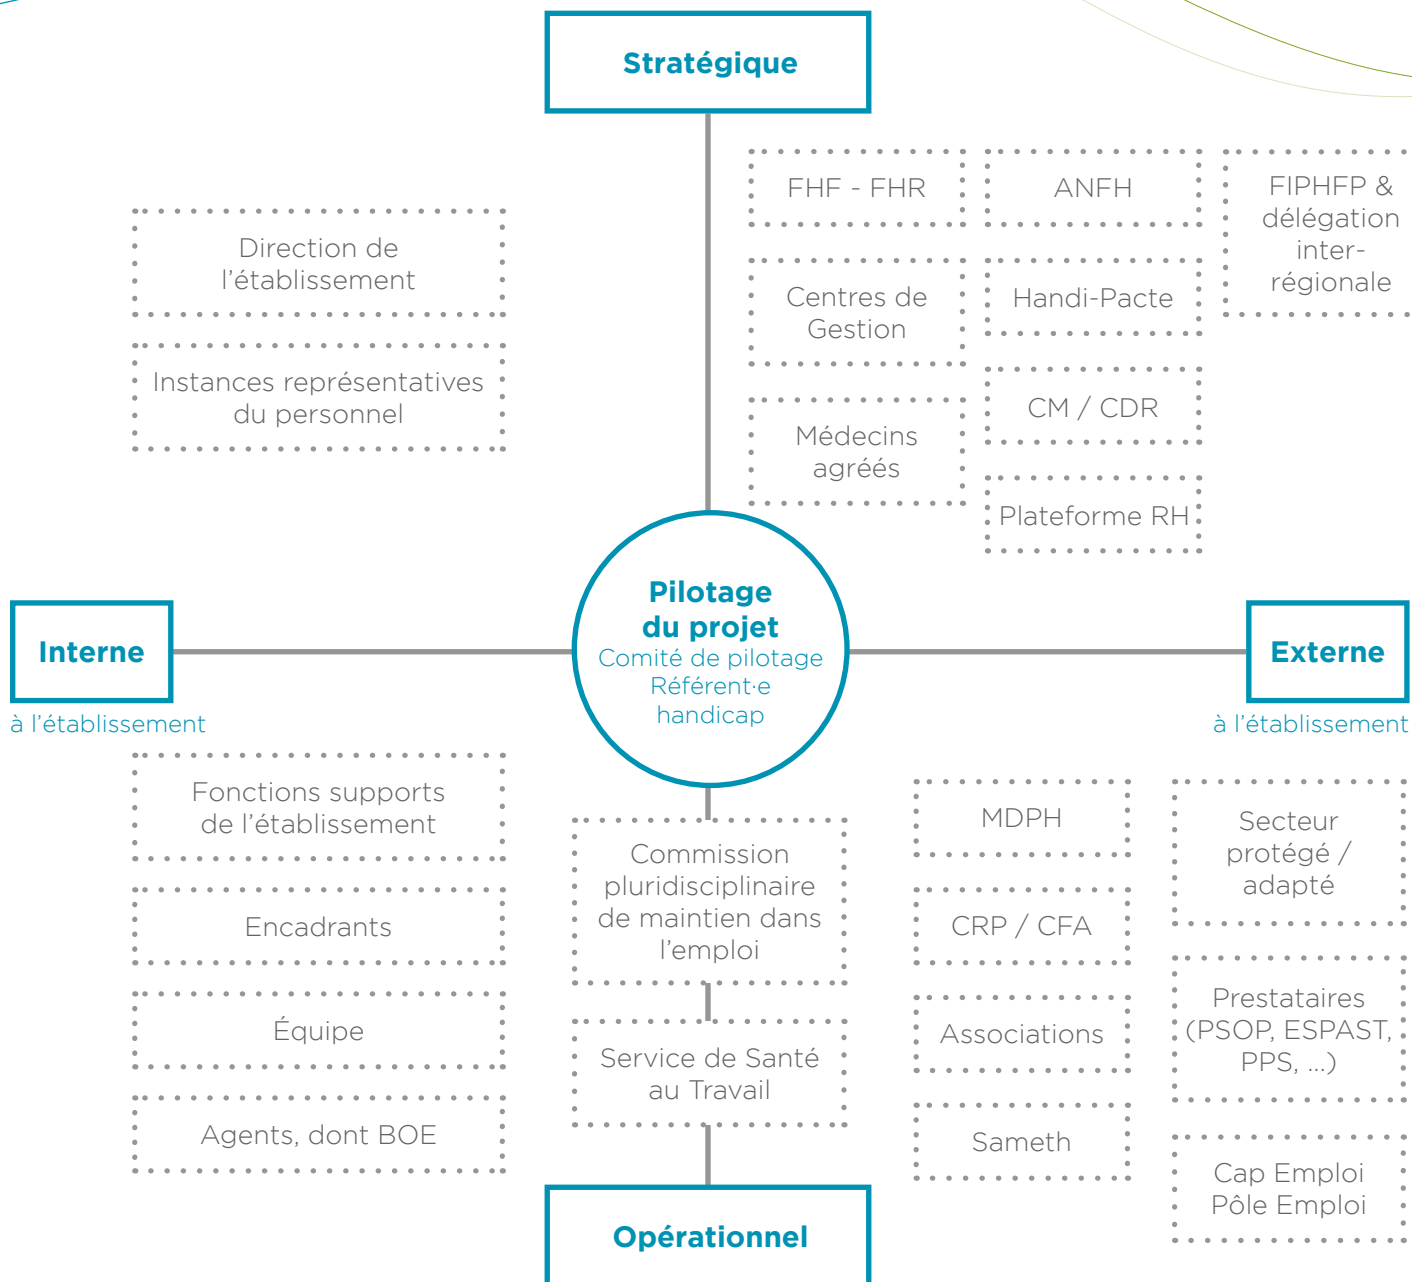 Stratégique
Direction de
l’établissement
Instances représentatives
du personnel
FHF - FHR
Centres de
Gestion
Médecins
agréés
ANFH
Handi-Pacte
CM / CDR
Plateforme RH
FIPHFP &
délégation
inter-
régionale
Interne
à l’établissement
Pilotage
du projet
Comité de pilotage
Référent·e
handicap
Externe
à l’établissement
Fonctions supports
de l’établissement
Encadrants
Équipe
Agents, dont BOE
Commission
pluridisciplinaire
de maintien dans
l’emploi
Service de Santé
au Travail
MDPH
CRP / CFA
Associations
Sameth
Secteur
protégé /
adapté
Prestataires
(PSOP, ESPAST,
PPS, ...)
Cap Emploi
Pôle Emploi
Opérationnel